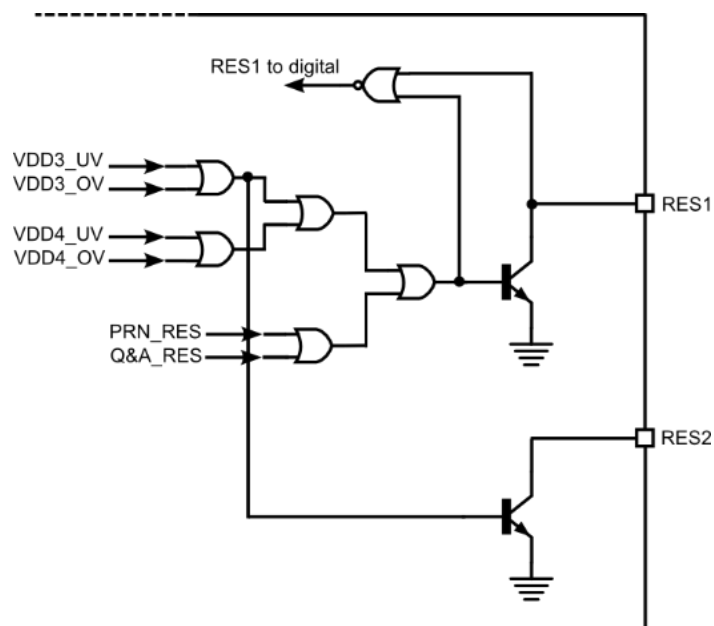 RES1 to digital
VDD3_UV
VDD3_OV
RES1
VDD4_UV
VDD4_OV
PRN_RES
Q&A_RES
RES2